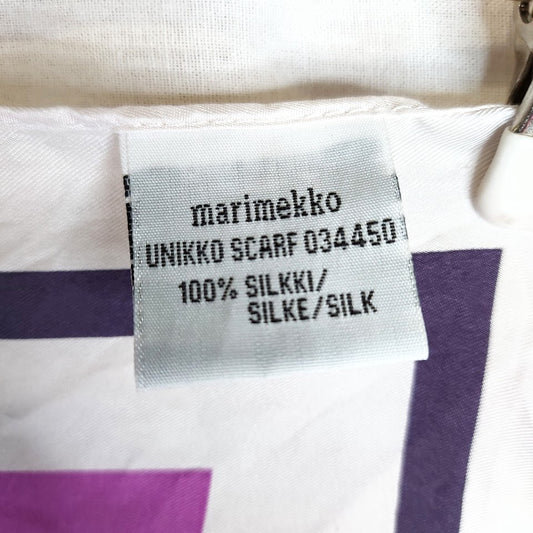 marimekko
UNIKKO SCARF 034450
100% SILKKI/
SILKE/SILK